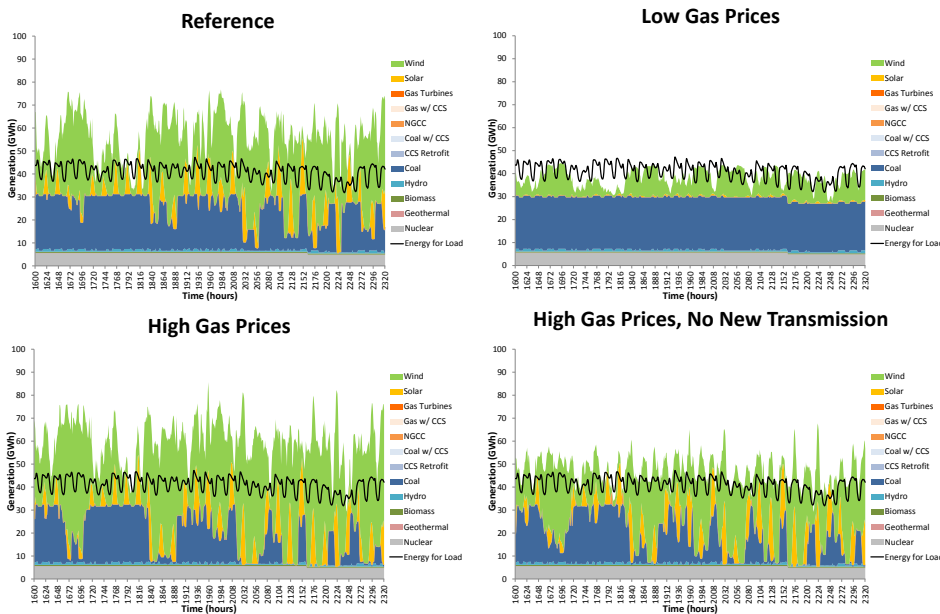 Reference
Generation (GWh)
100
90
80
70
60
50
40
30
20
10
0
1600
1624
1648
1672
1696
1720
1744
1768
1792
1816
1840
1864
1888
1912
1936
1960
1984
2008
2032
2056
2080
2104
2128
2152
2176
2200
2224
2248
2272
2296
2320
Time (hours)
Wind
Solar
Gas Turbines
Gas w/ CCS
NGCC
Coal w/ CCS
CCS Retrofit
Coal
Hydro
Biomass
Geothermal
Nuclear
Energy for Load
Low Gas Prices
Generation (GWh)
100
90
80
70
60
50
40
30
20
10
0
1600
1624
1648
1672
1696
1720
1744
1768
1792
1816
1840
1864
1888
1912
1936
1960
1984
2008
2032
2056
2080
2104
2128
2152
2176
2200
2224
2248
2272
2296
2320
Time (hours)
Wind
Solar
Gas Turbines
Gas w/ CCS
NGCC
Coal w/ CCS
CCS Retrofit
Coal
Hydro
Biomass
Geothermal
Nuclear
Energy for Load
High Gas Prices
Generation (GWh)
100
90
80
70
60
50
40
30
20
10
0
1600
1624
1648
1672
1696
1720
1744
1768
1792
1816
1840
1864
1888
1912
1936
1960
1984
2008
2032
2056
2080
2104
2128
2152
2176
2200
2224
2248
2272
2296
2320
Time (hours)
Wind
Solar
Gas Turbines
Gas w/ CCS
NGCC
Coal w/ CCS
CCS Retrofit
Coal
Hydro
Biomass
Geothermal
Nuclear
Energy for Load
High Gas Prices, No New Transmission
Generation (GWh)
100
90
80
70
60
50
40
30
20
10
0
1600
1624
1648
1672
1696
1720
1744
1768
1792
1816
1840
1864
1888
1912
1936
1960
1984
2008
2032
2056
2080
2104
2128
2152
2176
2200
2224
2248
2272
2296
2320
Time (hours)
Wind
Solar
Gas Turbines
Gas w/ CCS
NGCC
Coal w/ CCS
CCS Retrofit
Coal
Hydro
Biomass
Geothermal
Nuclear
Energy for Load